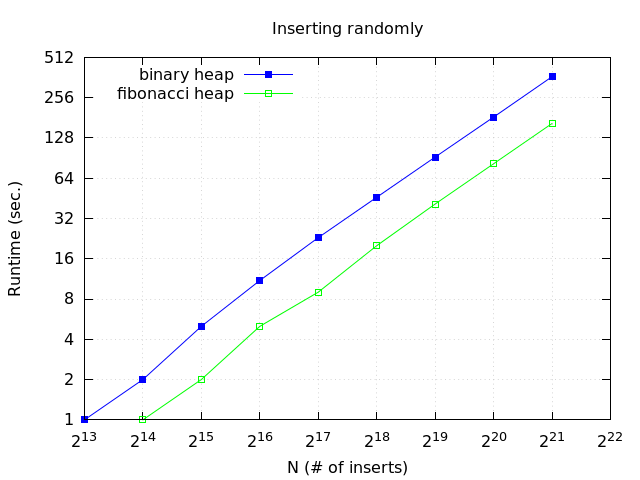 Inserting randomly
binary heap
fibonacci heap
Runtime (sec.)
512
256
128
64
32
16
8
4
2
1
2^13 2^14 2^15 2^16 2^17 2^18 2^19 2^20 2^21 2^22
N (# of inserts)